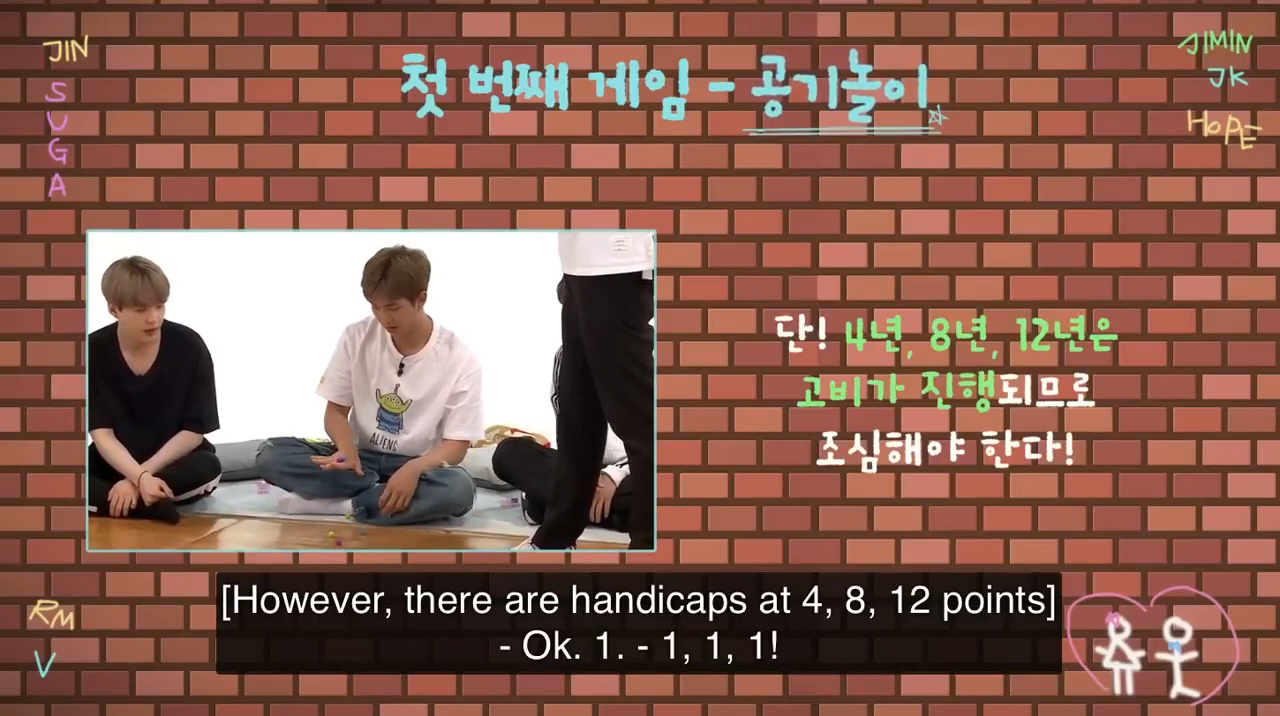 JIN
SUGA
첫 번째 게임 - 공기놀이
JIMIN
JK
HOPE
ALIENS
단! 4년, 8년, 12년은
고비가 진행되므로
조심해야 한다!
[However, there are handicaps at 4, 8, 12 points]
- Ok. 1. - 1, 1, 1!
RM
V